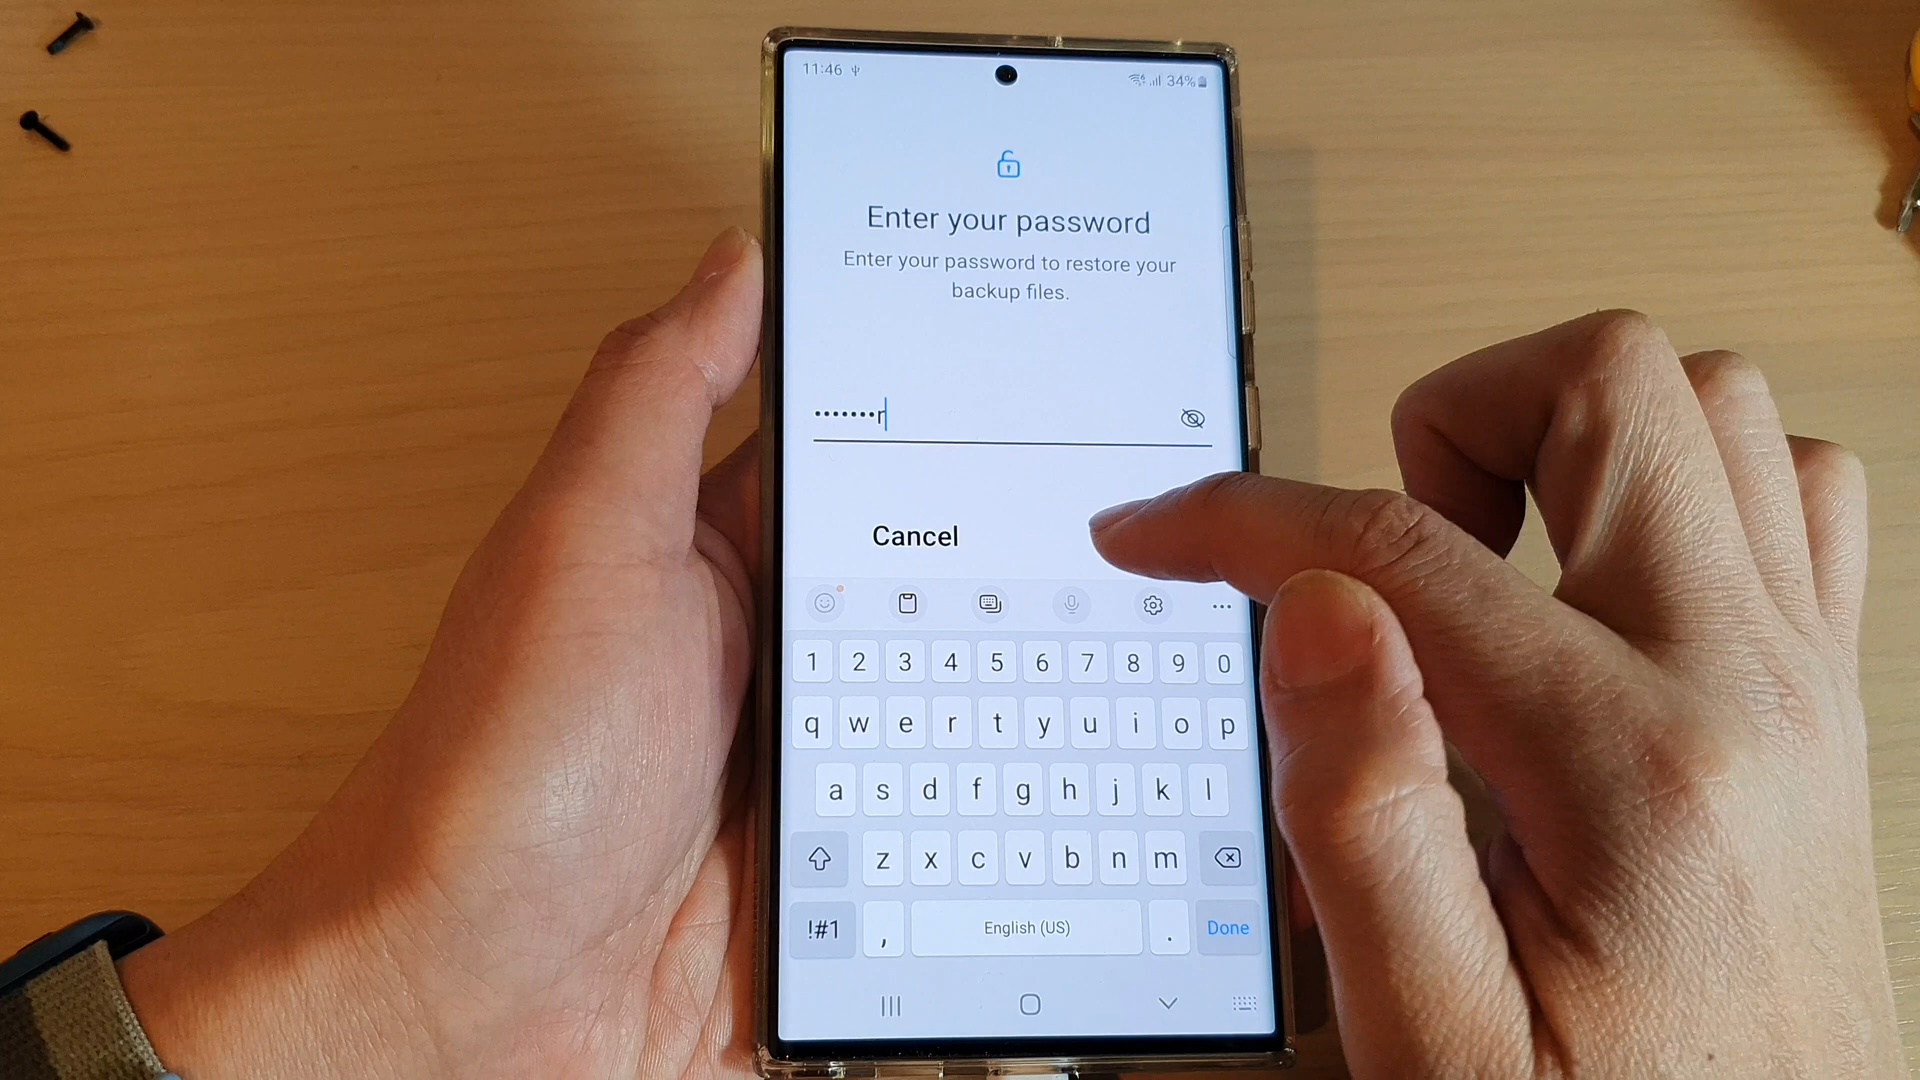 11:46
34%
Enter your password
Enter your password to restore your
backup files.
•••••••r
Cancel
1 2 3 4 5 6 7 8 9 0
q w e r t y u i o p
a s d f g h j k l
z x c v b n m
!#1 , English (US) . Done